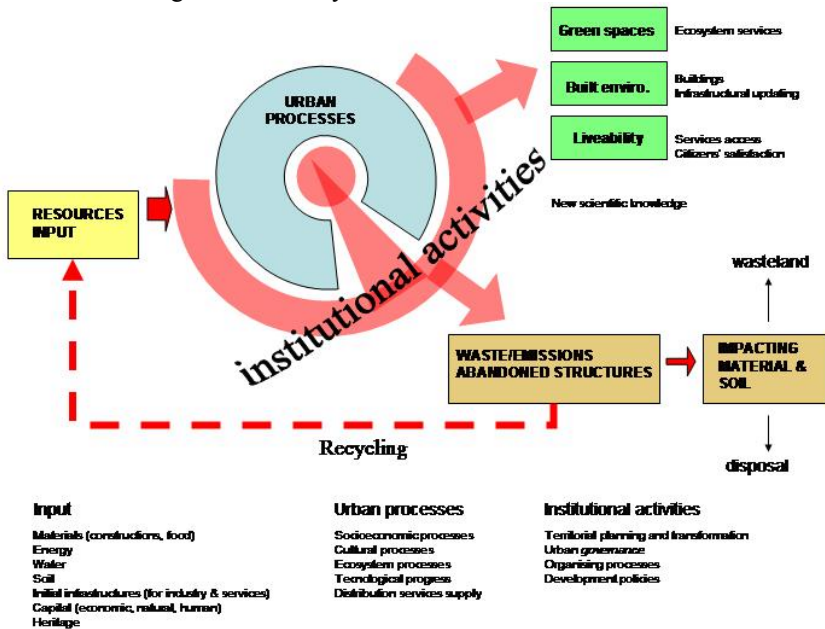 Green spaces
Ecosystem services
Built enviro.
Buildings
Infrastructural updating
Liveability
Services access
Citizens' satisfaction
New scientific knowledge
URBAN
PROCESSES
institutional activities
RESOURCES
INPUT
wasteland
WASTE/EMISSIONS
ABANDONED STRUCTURES
IMPACTING
MATERIAL &
SOIL
disposal
Recycling
Input
Materials (constructions, food)
Energy
Water
Soil
Initial infrastructures (for industry & services)
Capital (economic, natural, human)
Heritage
Urban processes
Socioeconomic processes
Cultural processes
Ecosystem processes
Tecnological progress
Distribution services supply
Institutional activities
Territorial planning and transformation
Urban governance
Organising processes
Development policies